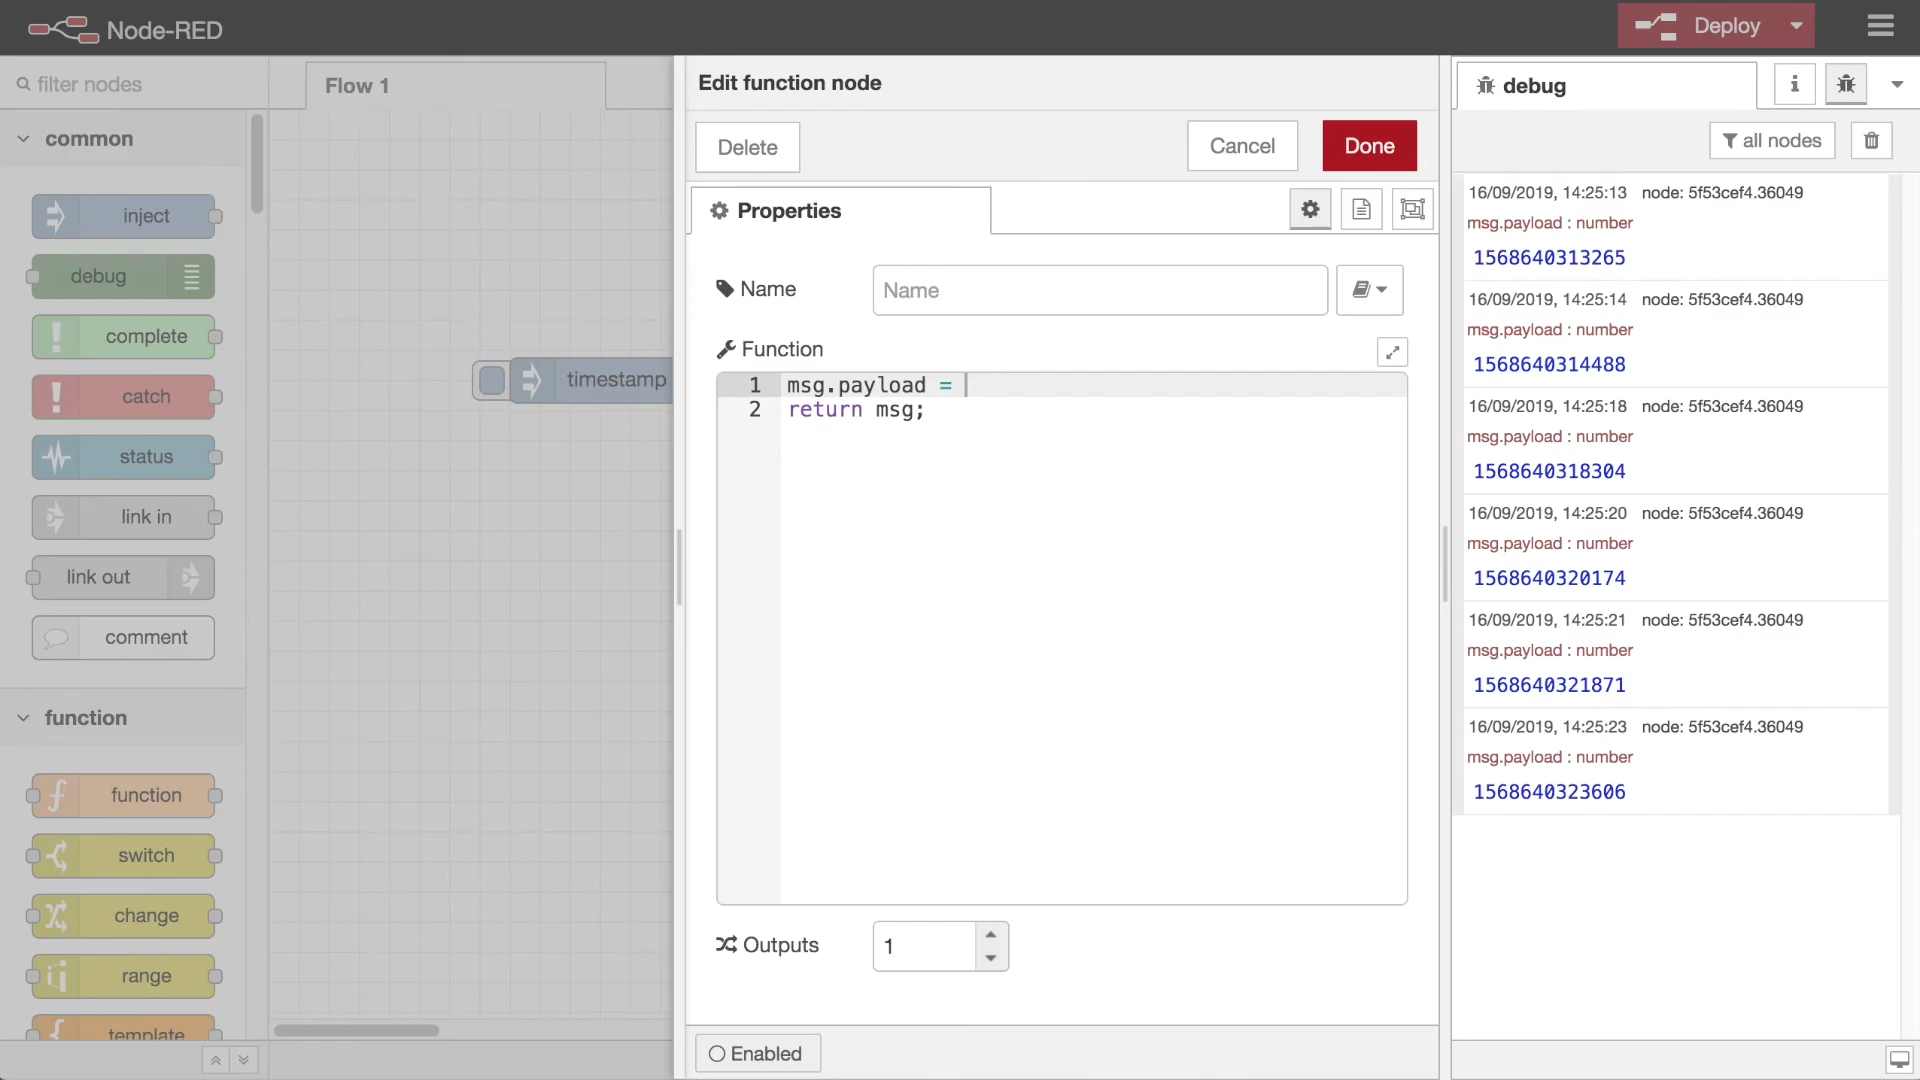 Node-RED
Deploy
filter nodes
Flow 1
Edit function node
debug
common
Delete
Cancel
Done
all nodes
inject
debug
complete
catch
status
link in
link out
comment
function
function
switch
change
range
template
timestamp
Properties
Name
Name
Function
1 msg.payload =
2 return msg;
Outputs
1
Enabled
16/09/2019, 14:25:13 node: 5f53cef4.36049
msg.payload : number
1568640313265
16/09/2019, 14:25:14 node: 5f53cef4.36049
msg.payload : number
1568640314488
16/09/2019, 14:25:18 node: 5f53cef4.36049
msg.payload : number
1568640318304
16/09/2019, 14:25:20 node: 5f53cef4.36049
msg.payload : number
1568640320174
16/09/2019, 14:25:21 node: 5f53cef4.36049
msg.payload : number
1568640321871
16/09/2019, 14:25:23 node: 5f53cef4.36049
msg.payload : number
1568640323606